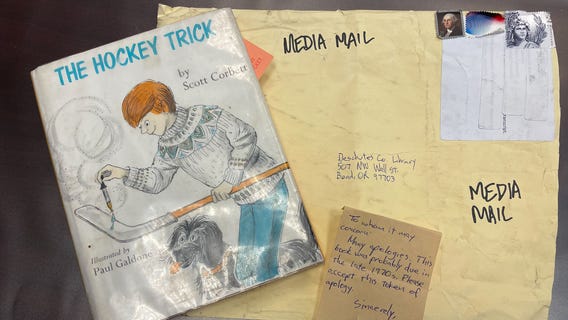 THE HOCKEY TRICK
by
Scott Corbett
Illustrated by
Paul Galdone
MEDIA MAIL
Deschutes Co. Library
507 NW Wall St.
Bend, OR 97703
MEDIA
MAIL
To whom it may
concern
Many apologies. This
book was probably due in
the late 1970s. Please
accept this token of
apology.
Sincerely,